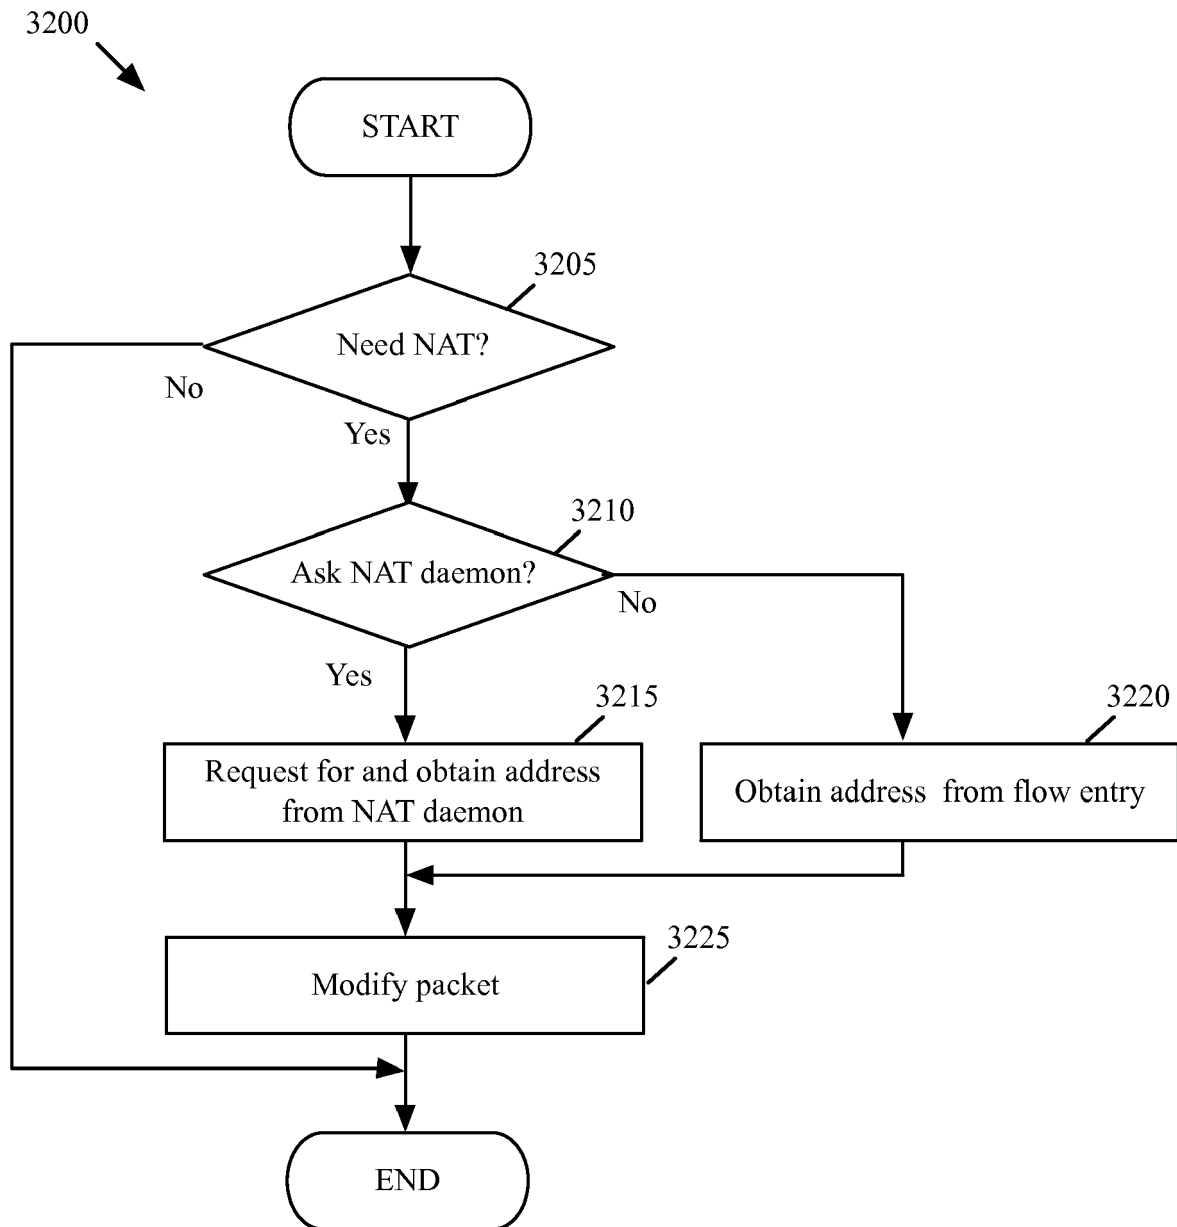 3200
START
3205
Need NAT?
No
Yes
3210
Ask NAT daemon?
No
Yes
3215
3220
Request for and obtain address
from NAT daemon
Obtain address from flow entry
3225
Modify packet
END